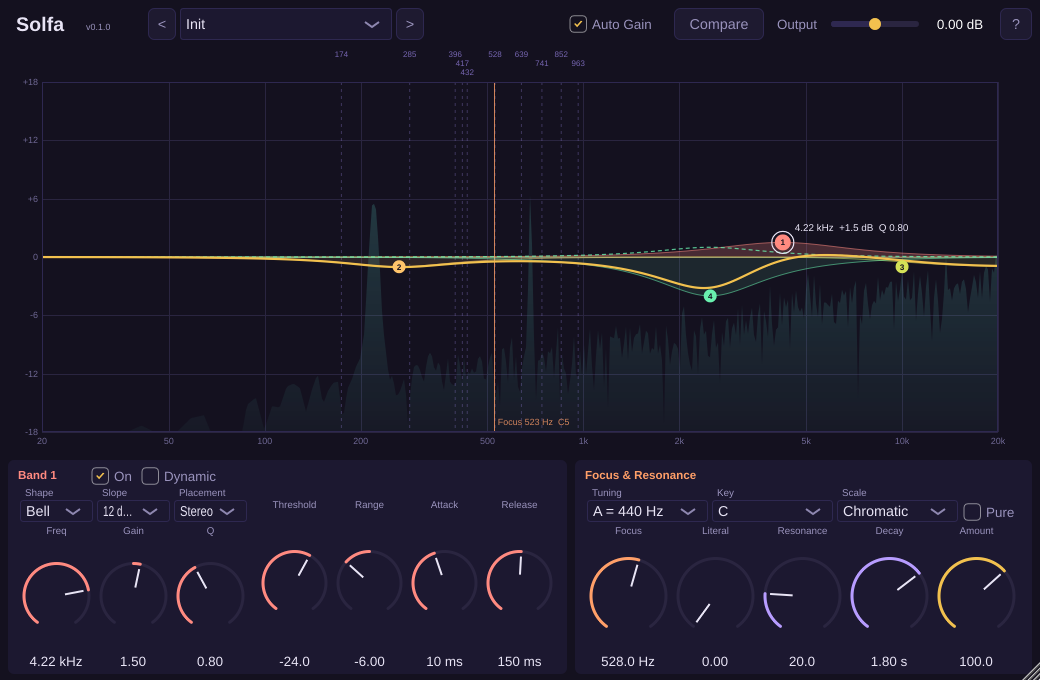 Solfa v0.1.0 < Init > Auto Gain Compare Output 0.00 dB ?
174 285 396 528 639 852
417 741 963
432
+18
+12
+6
4.22 kHz +1.5 dB Q 0.80
1
0
2 3
4
-6
-12
Focus 523 Hz C5
-18
20 50 100 200 500 1k 2k 5k 10k 20k
Band 1 On Dynamic
Shape Slope Placement
Threshold Range Attack Release
Bell 12 d... Stereo
Freq Gain Q
4.22 kHz 1.50 0.80 -24.0 -6.00 10 ms 150 ms
Focus & Resonance
Tuning Key Scale
A = 440 Hz C Chromatic Pure
Focus Literal Resonance Decay Amount
528.0 Hz 0.00 20.0 1.80 s 100.0